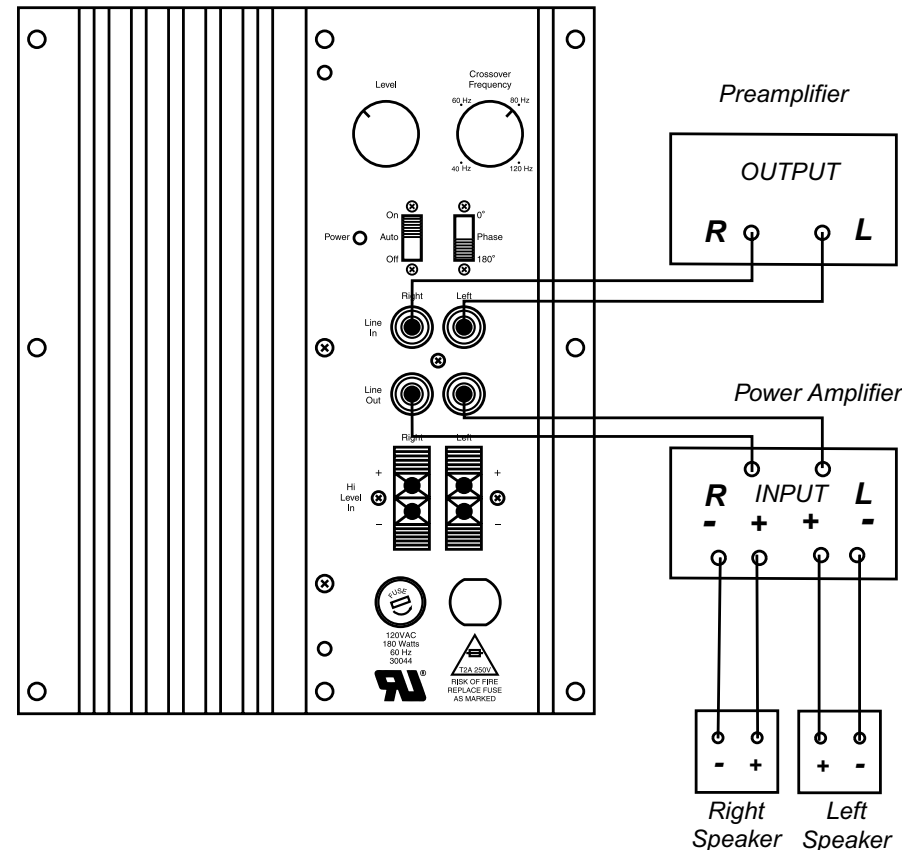 Level
Crossover
Frequency
60 Hz
80 Hz
40 Hz
120 Hz
On
0°
Power
Auto
Phase
Off
180°
Right
Left
Line
In
Line
Out
Right
Left
+
+
Hi
Level
In
–
–
FUSE
120VAC
180 Watts
60 Hz
30044
T2A 250V
RISK OF FIRE
REPLACE FUSE
AS MARKED
®
Preamplifier
OUTPUT
R
L
Power Amplifier
R INPUT L
- + + -
- +
+ -
Right
Speaker
Left
Speaker